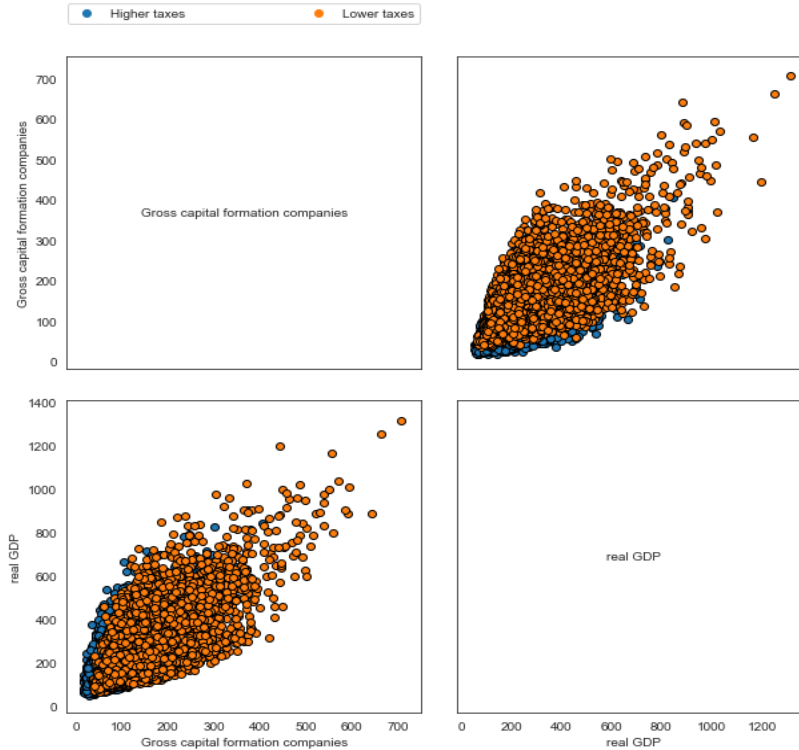 Higher taxes Lower taxes
Gross capital formation companies
700
600
500
400
300
200
100
0
Gross capital formation companies
real GDP
1400
1200
1000
800
600
400
200
0
real GDP
0 100 200 300 400 500 600 700
Gross capital formation companies
0 200 400 600 800 1000 1200
real GDP